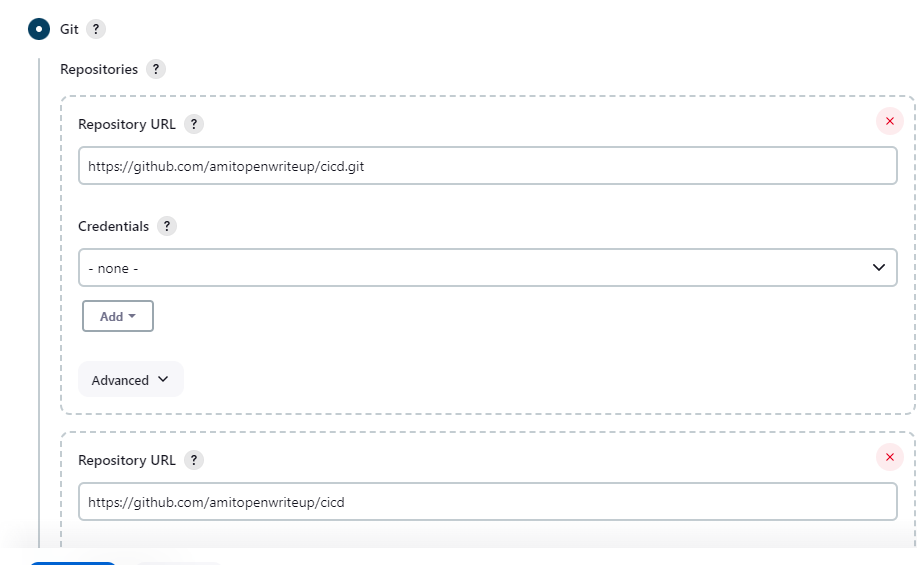 Git ?
Repositories ?
Repository URL ?
https://github.com/amitopenwriteup/cicd.git
Credentials ?
- none -
Add
Advanced
Repository URL ?
https://github.com/amitopenwriteup/cicd